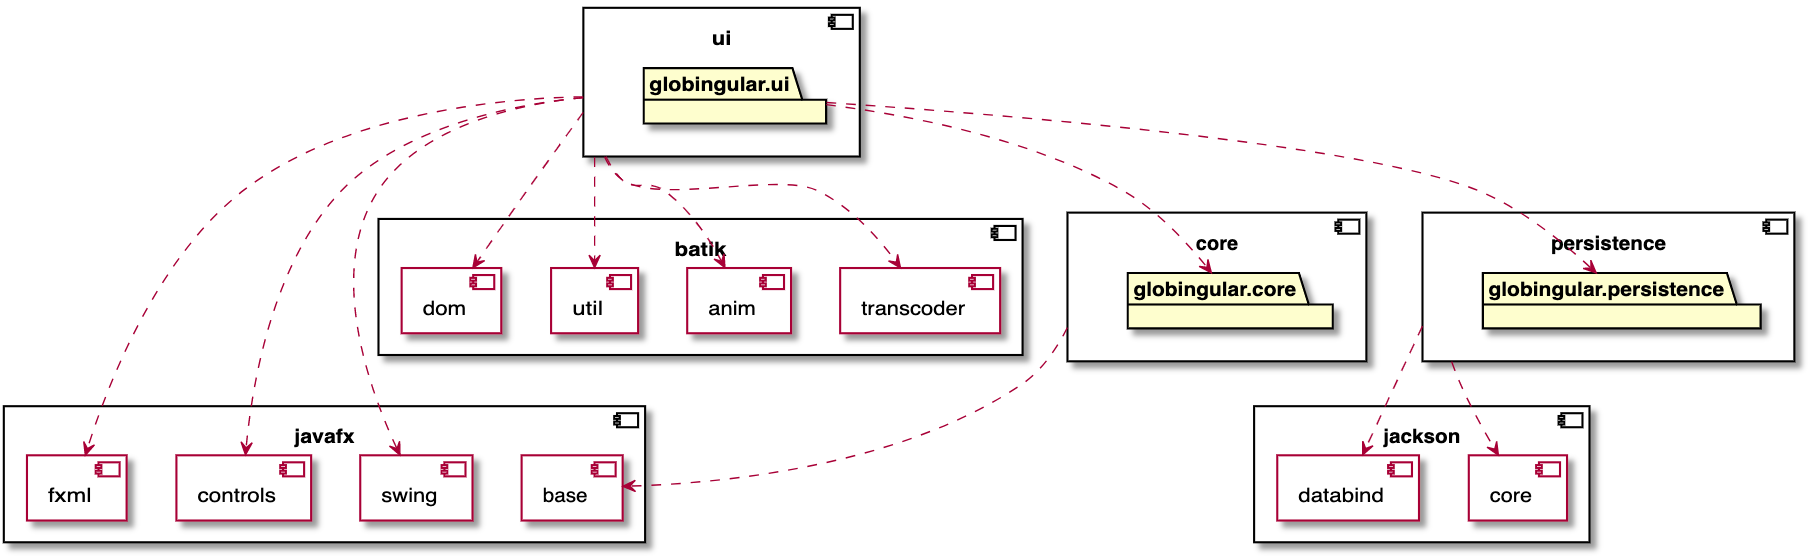 ui
globingular.ui
batik
dom
util
anim
transcoder
core
globingular.core
persistence
globingular.persistence
javafx
fxml
controls
swing
base
jackson
databind
core